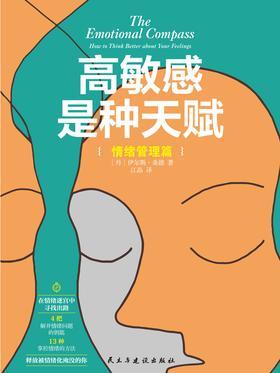 The
Emotional Compass
How to Think Better about Your Feelings
高敏感
是种天赋
{ 情绪管理篇 }
[丹] 伊尔斯·桑德 著
江晶 译
在情绪迷宫中
寻找出路
4把
解开情绪问题
的钥匙
13种
掌控情绪的方法
释放被情绪化淹没的你
民主与建设出版社